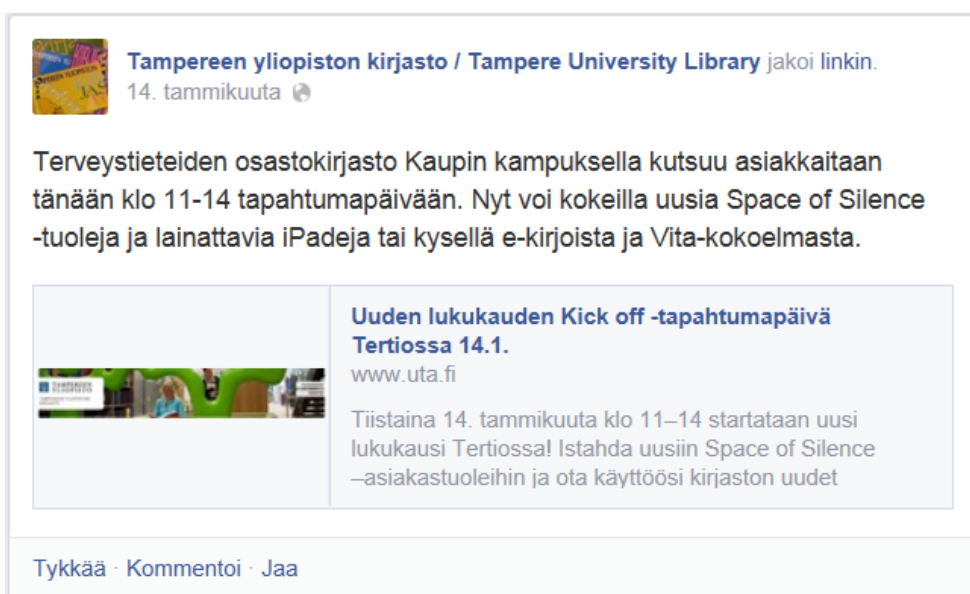 Tampereen yliopiston kirjasto / Tampere University Library jakoi linkin.
14. tammikuuta
Terveystieteiden osastokirjasto Kaupin kampuksella kutsuu asiakkaitaan
tänään klo 11-14 tapahtumapäivään. Nyt voi kokeilla uusia Space of Silence
-tuoleja ja lainattavia iPadeja tai kysellä e-kirjoista ja Vita-kokoelmasta.
TAMPEREEN
YLIOPISTO
Uuden lukukauden Kick off -tapahtumapäivä
Tertiossa 14.1.
www.uta.fi
Tiistaina 14. tammikuuta klo 11–14 startataan uusi
lukukausi Tertiossa! Istahda uusiin Space of Silence
–asiakastuoleihin ja ota käyttöösi kirjaston uudet
Tykkää · Kommentoi · Jaa